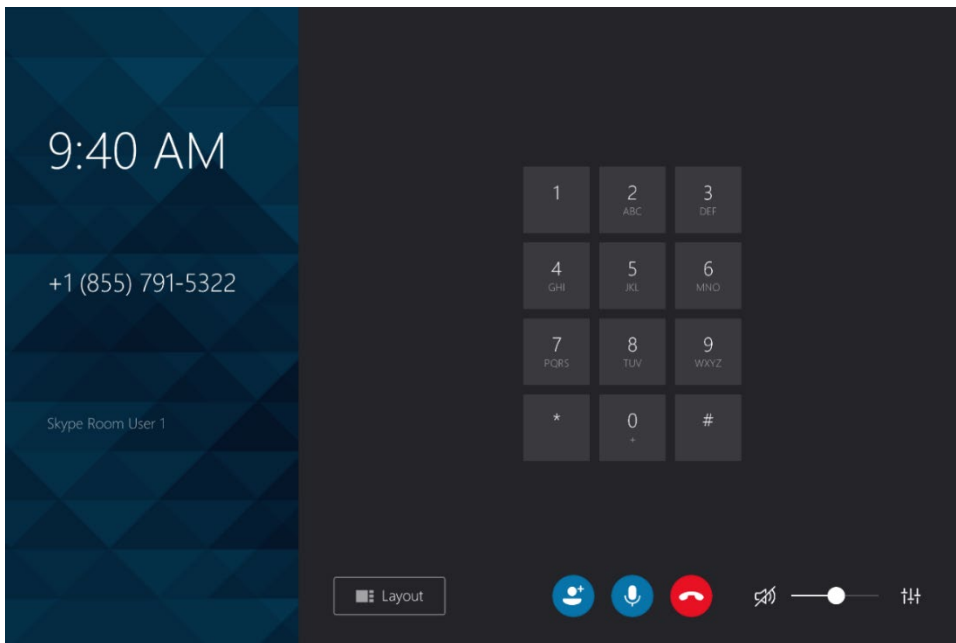 9:40 AM
+1 (855) 791-5322
Skype Room User 1
1
2
ABC
3
DEF
4
GHI
5
JKL
6
MNO
7
PQRS
8
TUV
9
WXYZ
*
0
+
#
Layout